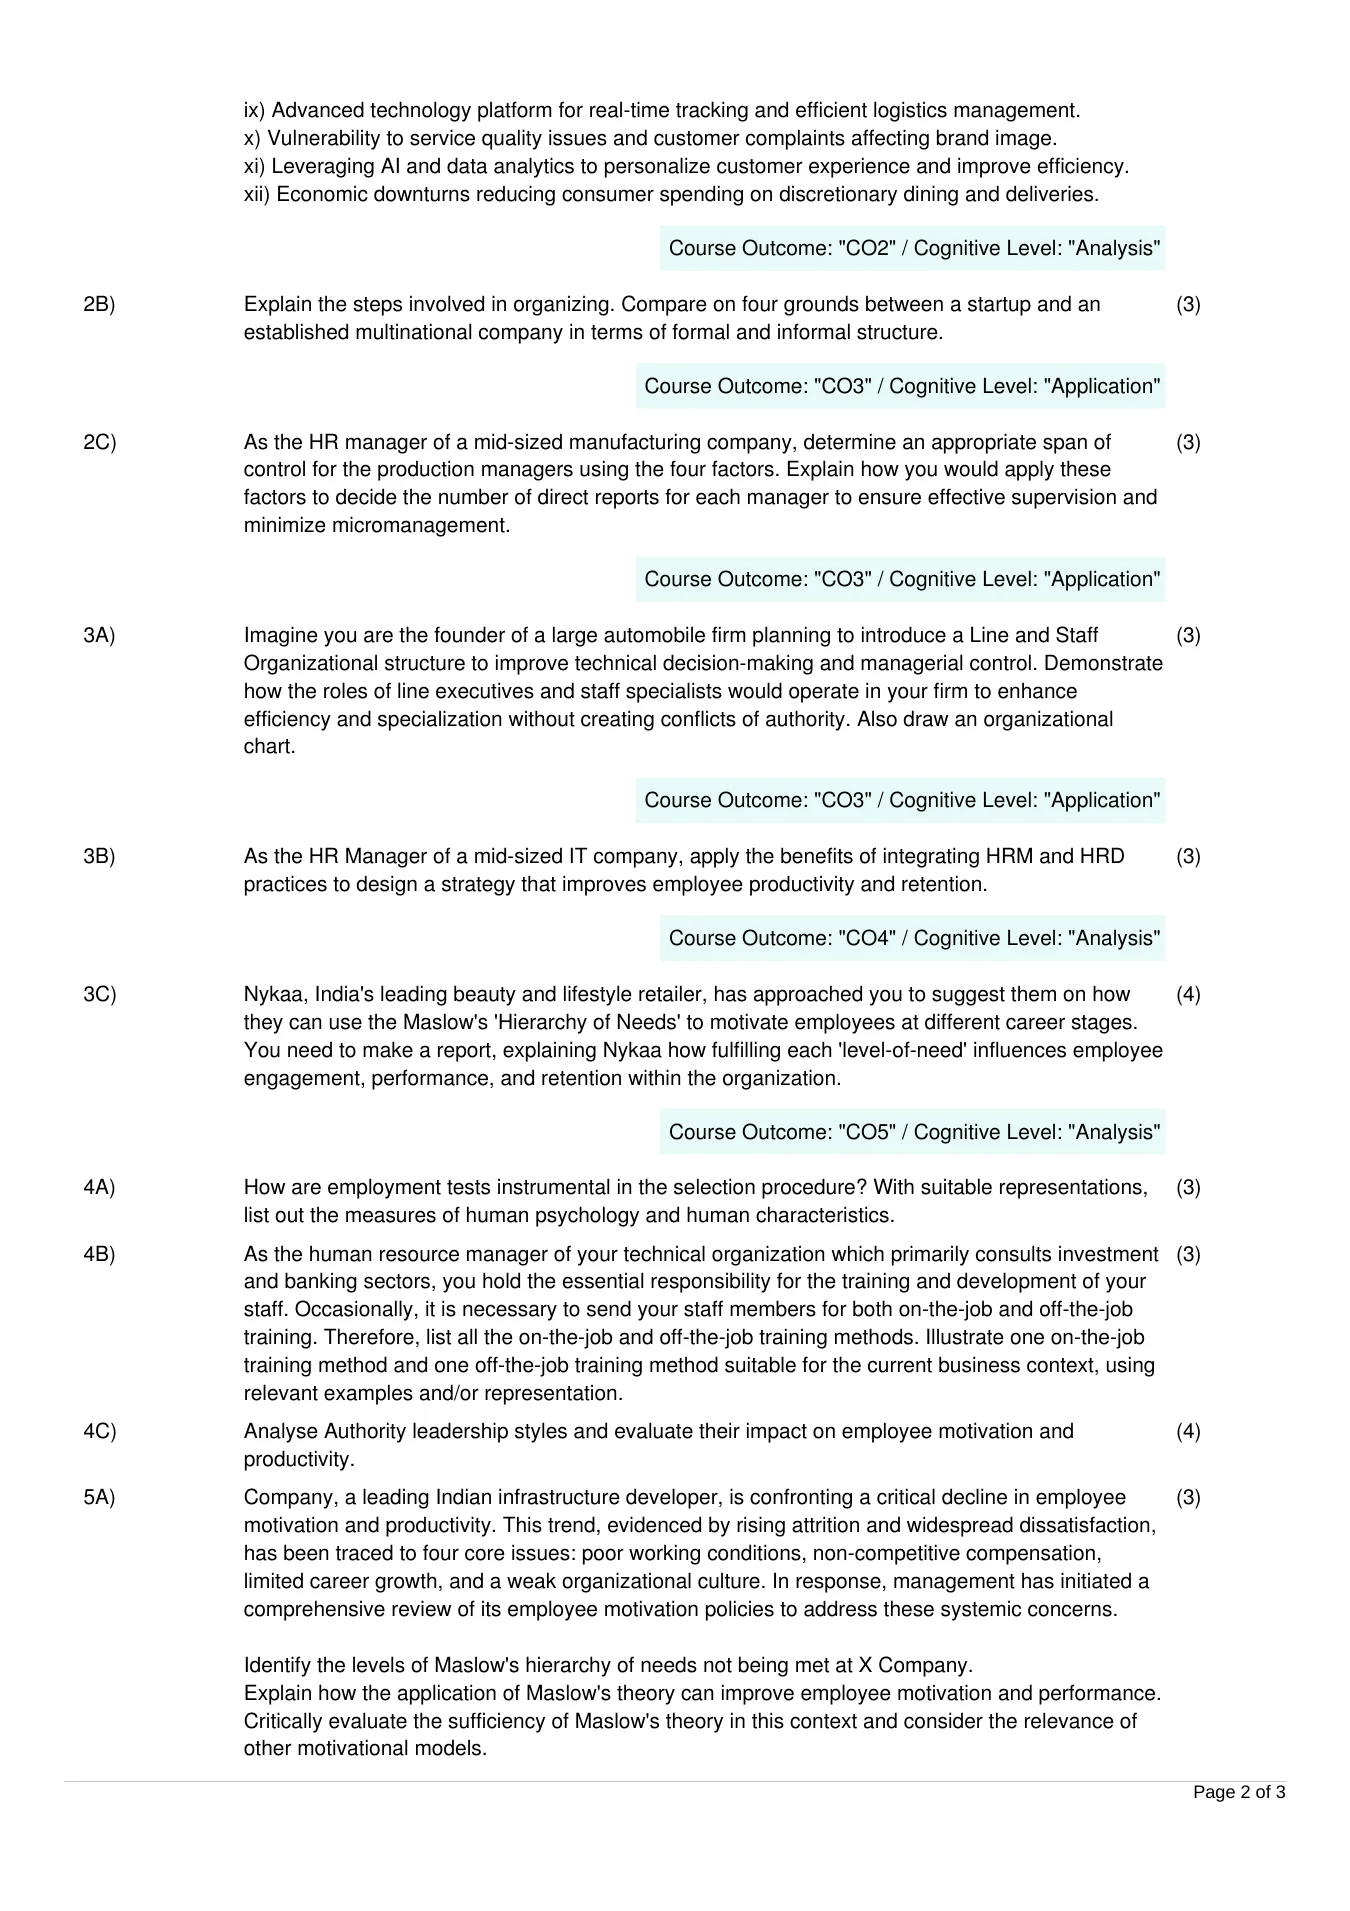 ix) Advanced technology platform for real-time tracking and efficient logistics management.
x) Vulnerability to service quality issues and customer complaints affecting brand image.
xi) Leveraging AI and data analytics to personalize customer experience and improve efficiency.
xii) Economic downturns reducing consumer spending on discretionary dining and deliveries.
Course Outcome: "CO2" / Cognitive Level: "Analysis"
2B) Explain the steps involved in organizing. Compare on four grounds between a startup and an (3)
established multinational company in terms of formal and informal structure.
Course Outcome: "CO3" / Cognitive Level: "Application"
2C) As the HR manager of a mid-sized manufacturing company, determine an appropriate span of (3)
control for the production managers using the four factors. Explain how you would apply these
factors to decide the number of direct reports for each manager to ensure effective supervision and
minimize micromanagement.
Course Outcome: "CO3" / Cognitive Level: "Application"
3A) Imagine you are the founder of a large automobile firm planning to introduce a Line and Staff (3)
Organizational structure to improve technical decision-making and managerial control. Demonstrate
how the roles of line executives and staff specialists would operate in your firm to enhance
efficiency and specialization without creating conflicts of authority. Also draw an organizational
chart.
Course Outcome: "CO3" / Cognitive Level: "Application"
3B) As the HR Manager of a mid-sized IT company, apply the benefits of integrating HRM and HRD (3)
practices to design a strategy that improves employee productivity and retention.
Course Outcome: "CO4" / Cognitive Level: "Analysis"
3C) Nykaa, India's leading beauty and lifestyle retailer, has approached you to suggest them on how (4)
they can use the Maslow's 'Hierarchy of Needs' to motivate employees at different career stages.
You need to make a report, explaining Nykaa how fulfilling each 'level-of-need' influences employee
engagement, performance, and retention within the organization.
Course Outcome: "CO5" / Cognitive Level: "Analysis"
4A) How are employment tests instrumental in the selection procedure? With suitable representations, (3)
list out the measures of human psychology and human characteristics.
4B) As the human resource manager of your technical organization which primarily consults investment (3)
and banking sectors, you hold the essential responsibility for the training and development of your
staff. Occasionally, it is necessary to send your staff members for both on-the-job and off-the-job
training. Therefore, list all the on-the-job and off-the-job training methods. Illustrate one on-the-job
training method and one off-the-job training method suitable for the current business context, using
relevant examples and/or representation.
4C) Analyse Authority leadership styles and evaluate their impact on employee motivation and (4)
productivity.
5A) Company, a leading Indian infrastructure developer, is confronting a critical decline in employee (3)
motivation and productivity. This trend, evidenced by rising attrition and widespread dissatisfaction,
has been traced to four core issues: poor working conditions, non-competitive compensation,
limited career growth, and a weak organizational culture. In response, management has initiated a
comprehensive review of its employee motivation policies to address these systemic concerns.
Identify the levels of Maslow's hierarchy of needs not being met at X Company.
Explain how the application of Maslow's theory can improve employee motivation and performance.
Critically evaluate the sufficiency of Maslow's theory in this context and consider the relevance of
other motivational models.
Page 2 of 3